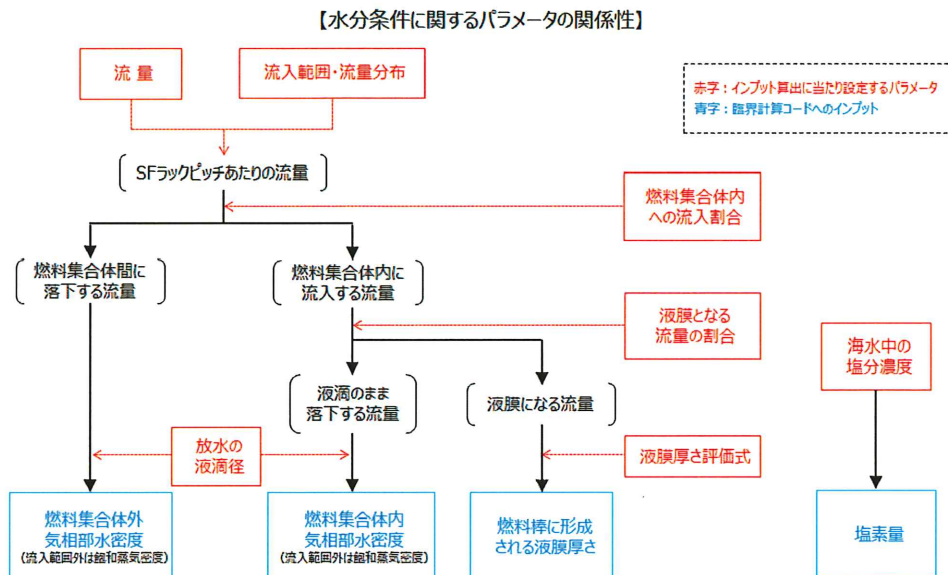 【水分条件に関するパラメータの関係性】
流 量
流入範囲・流量分布
赤字：インプット算出に当たり設定するパラメータ
青字：臨界計算コードへのインプット
SFラックピッチあたりの流量
燃料集合体内
への流入割合
燃料集合体間に
落下する流量
燃料集合体内に
流入する流量
液膜となる
流量の割合
海水中の
塩分濃度
液滴のまま
落下する流量
液膜になる流量
放水の
液滴径
液膜厚さ評価式
燃料集合体外
気相部水密度
(流入範囲外は飽和蒸気密度)
燃料集合体内
気相部水密度
(流入範囲外は飽和蒸気密度)
燃料棒に形成
される液膜厚さ
塩素量